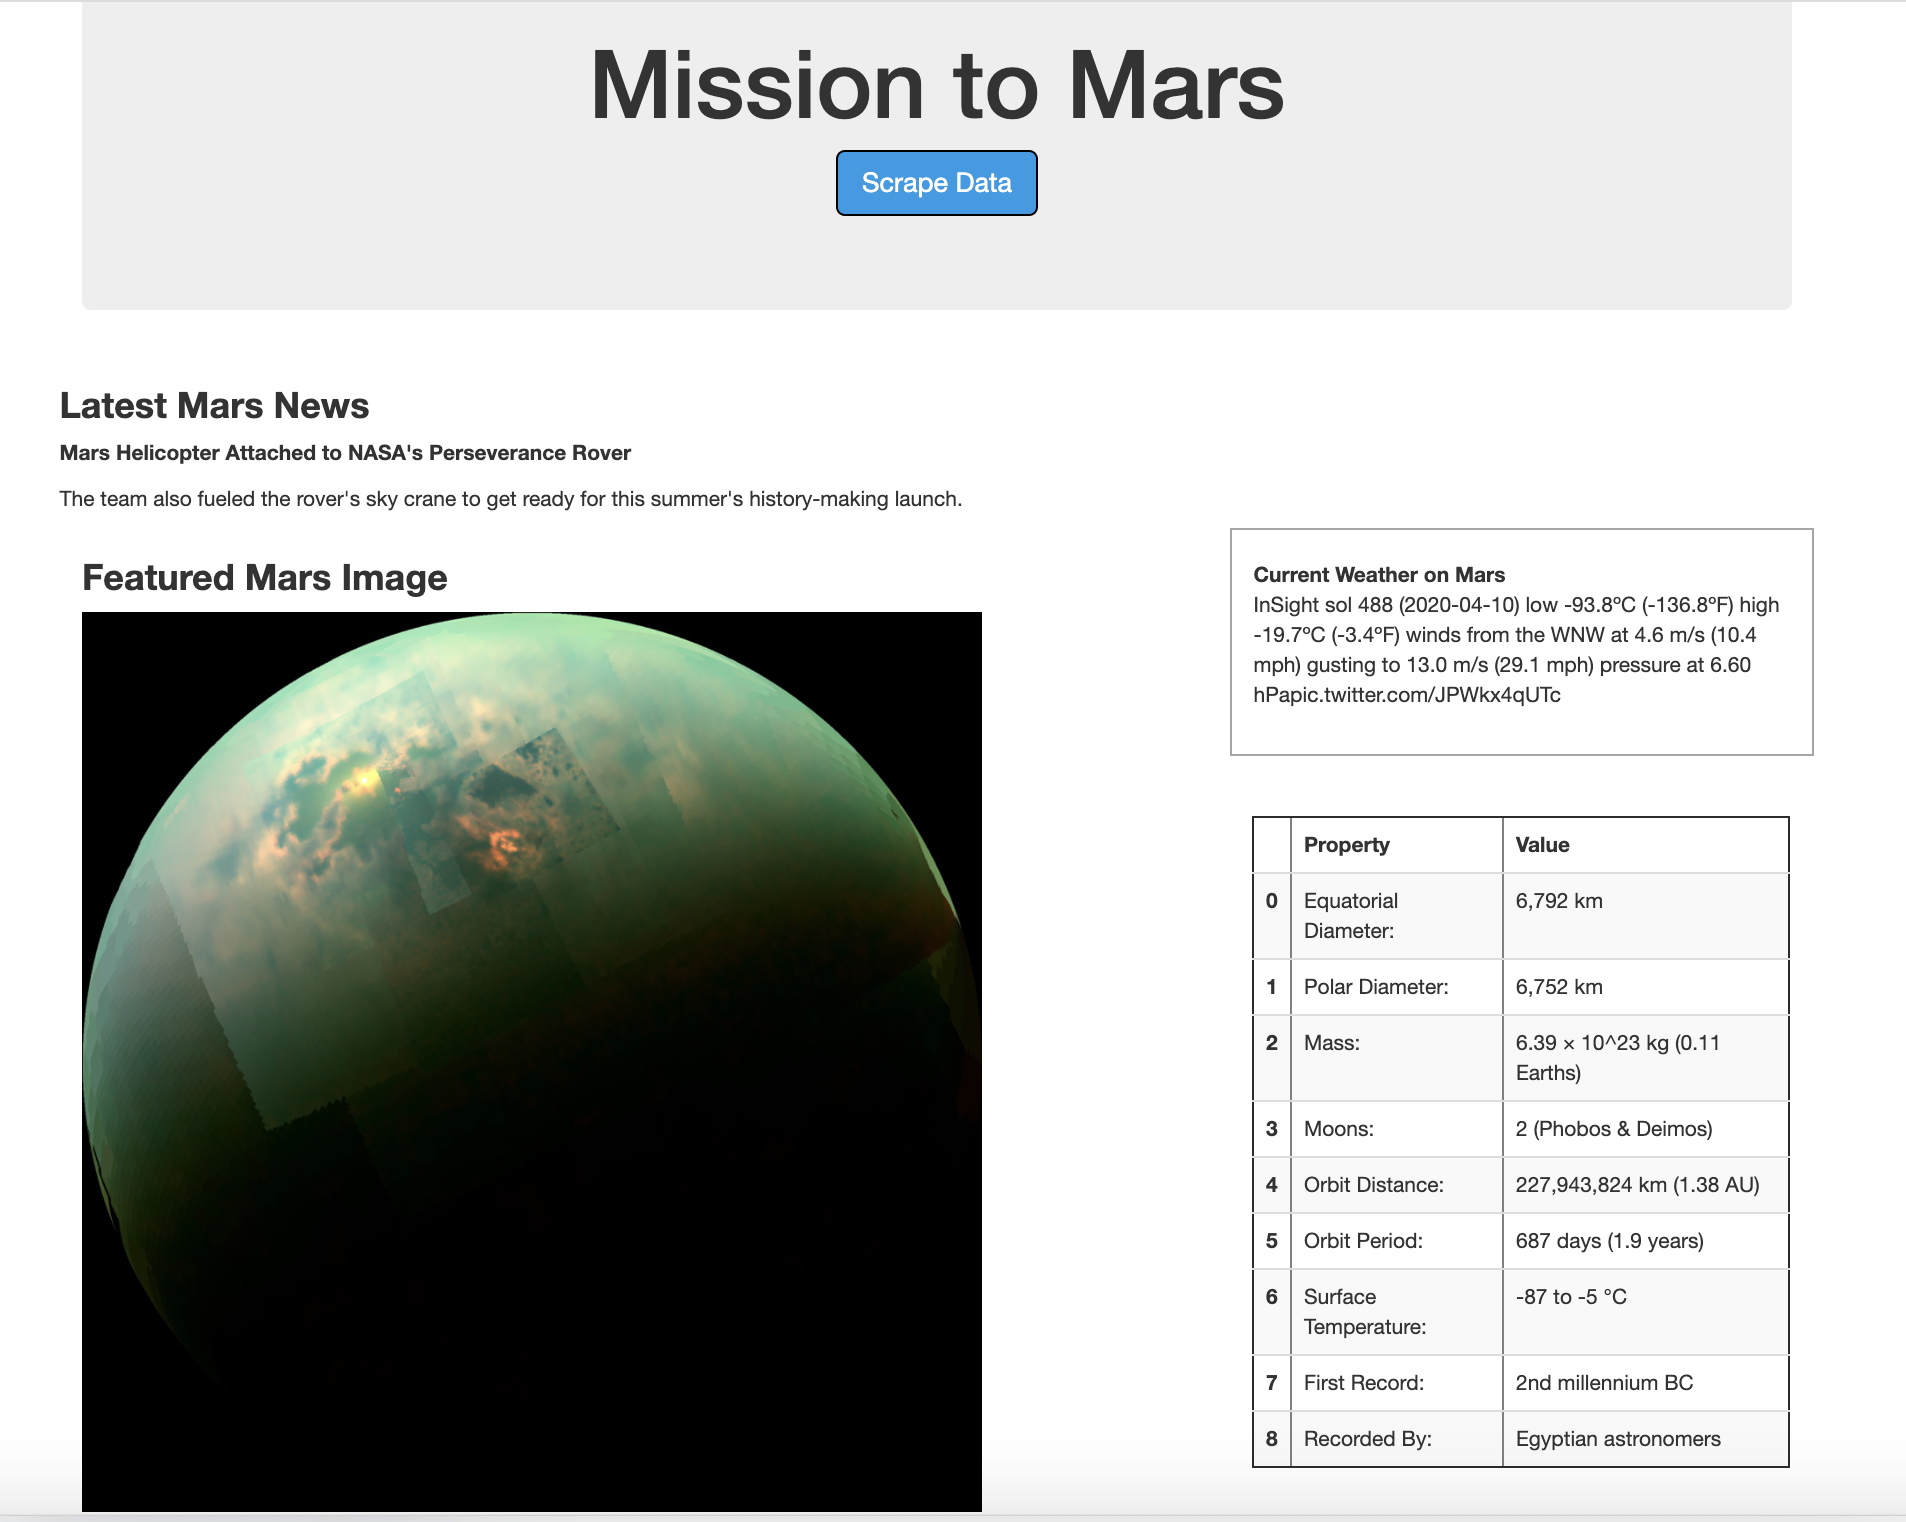 Mission to Mars
Scrape Data
Latest Mars News
Mars Helicopter Attached to NASA's Perseverance Rover
The team also fueled the rover's sky crane to get ready for this summer's history-making launch.
Featured Mars Image
Current Weather on Mars
InSight sol 488 (2020-04-10) low -93.8ºC (-136.8ºF) high
-19.7ºC (-3.4ºF) winds from the WNW at 4.6 m/s (10.4
mph) gusting to 13.0 m/s (29.1 mph) pressure at 6.60
hPapic.twitter.com/JPWkx4qUTc
Property Value
0 Equatorial Diameter: 6,792 km
1 Polar Diameter: 6,752 km
2 Mass: 6.39 × 10^23 kg (0.11 Earths)
3 Moons: 2 (Phobos & Deimos)
4 Orbit Distance: 227,943,824 km (1.38 AU)
5 Orbit Period: 687 days (1.9 years)
6 Surface Temperature: -87 to -5 °C
7 First Record: 2nd millennium BC
8 Recorded By: Egyptian astronomers